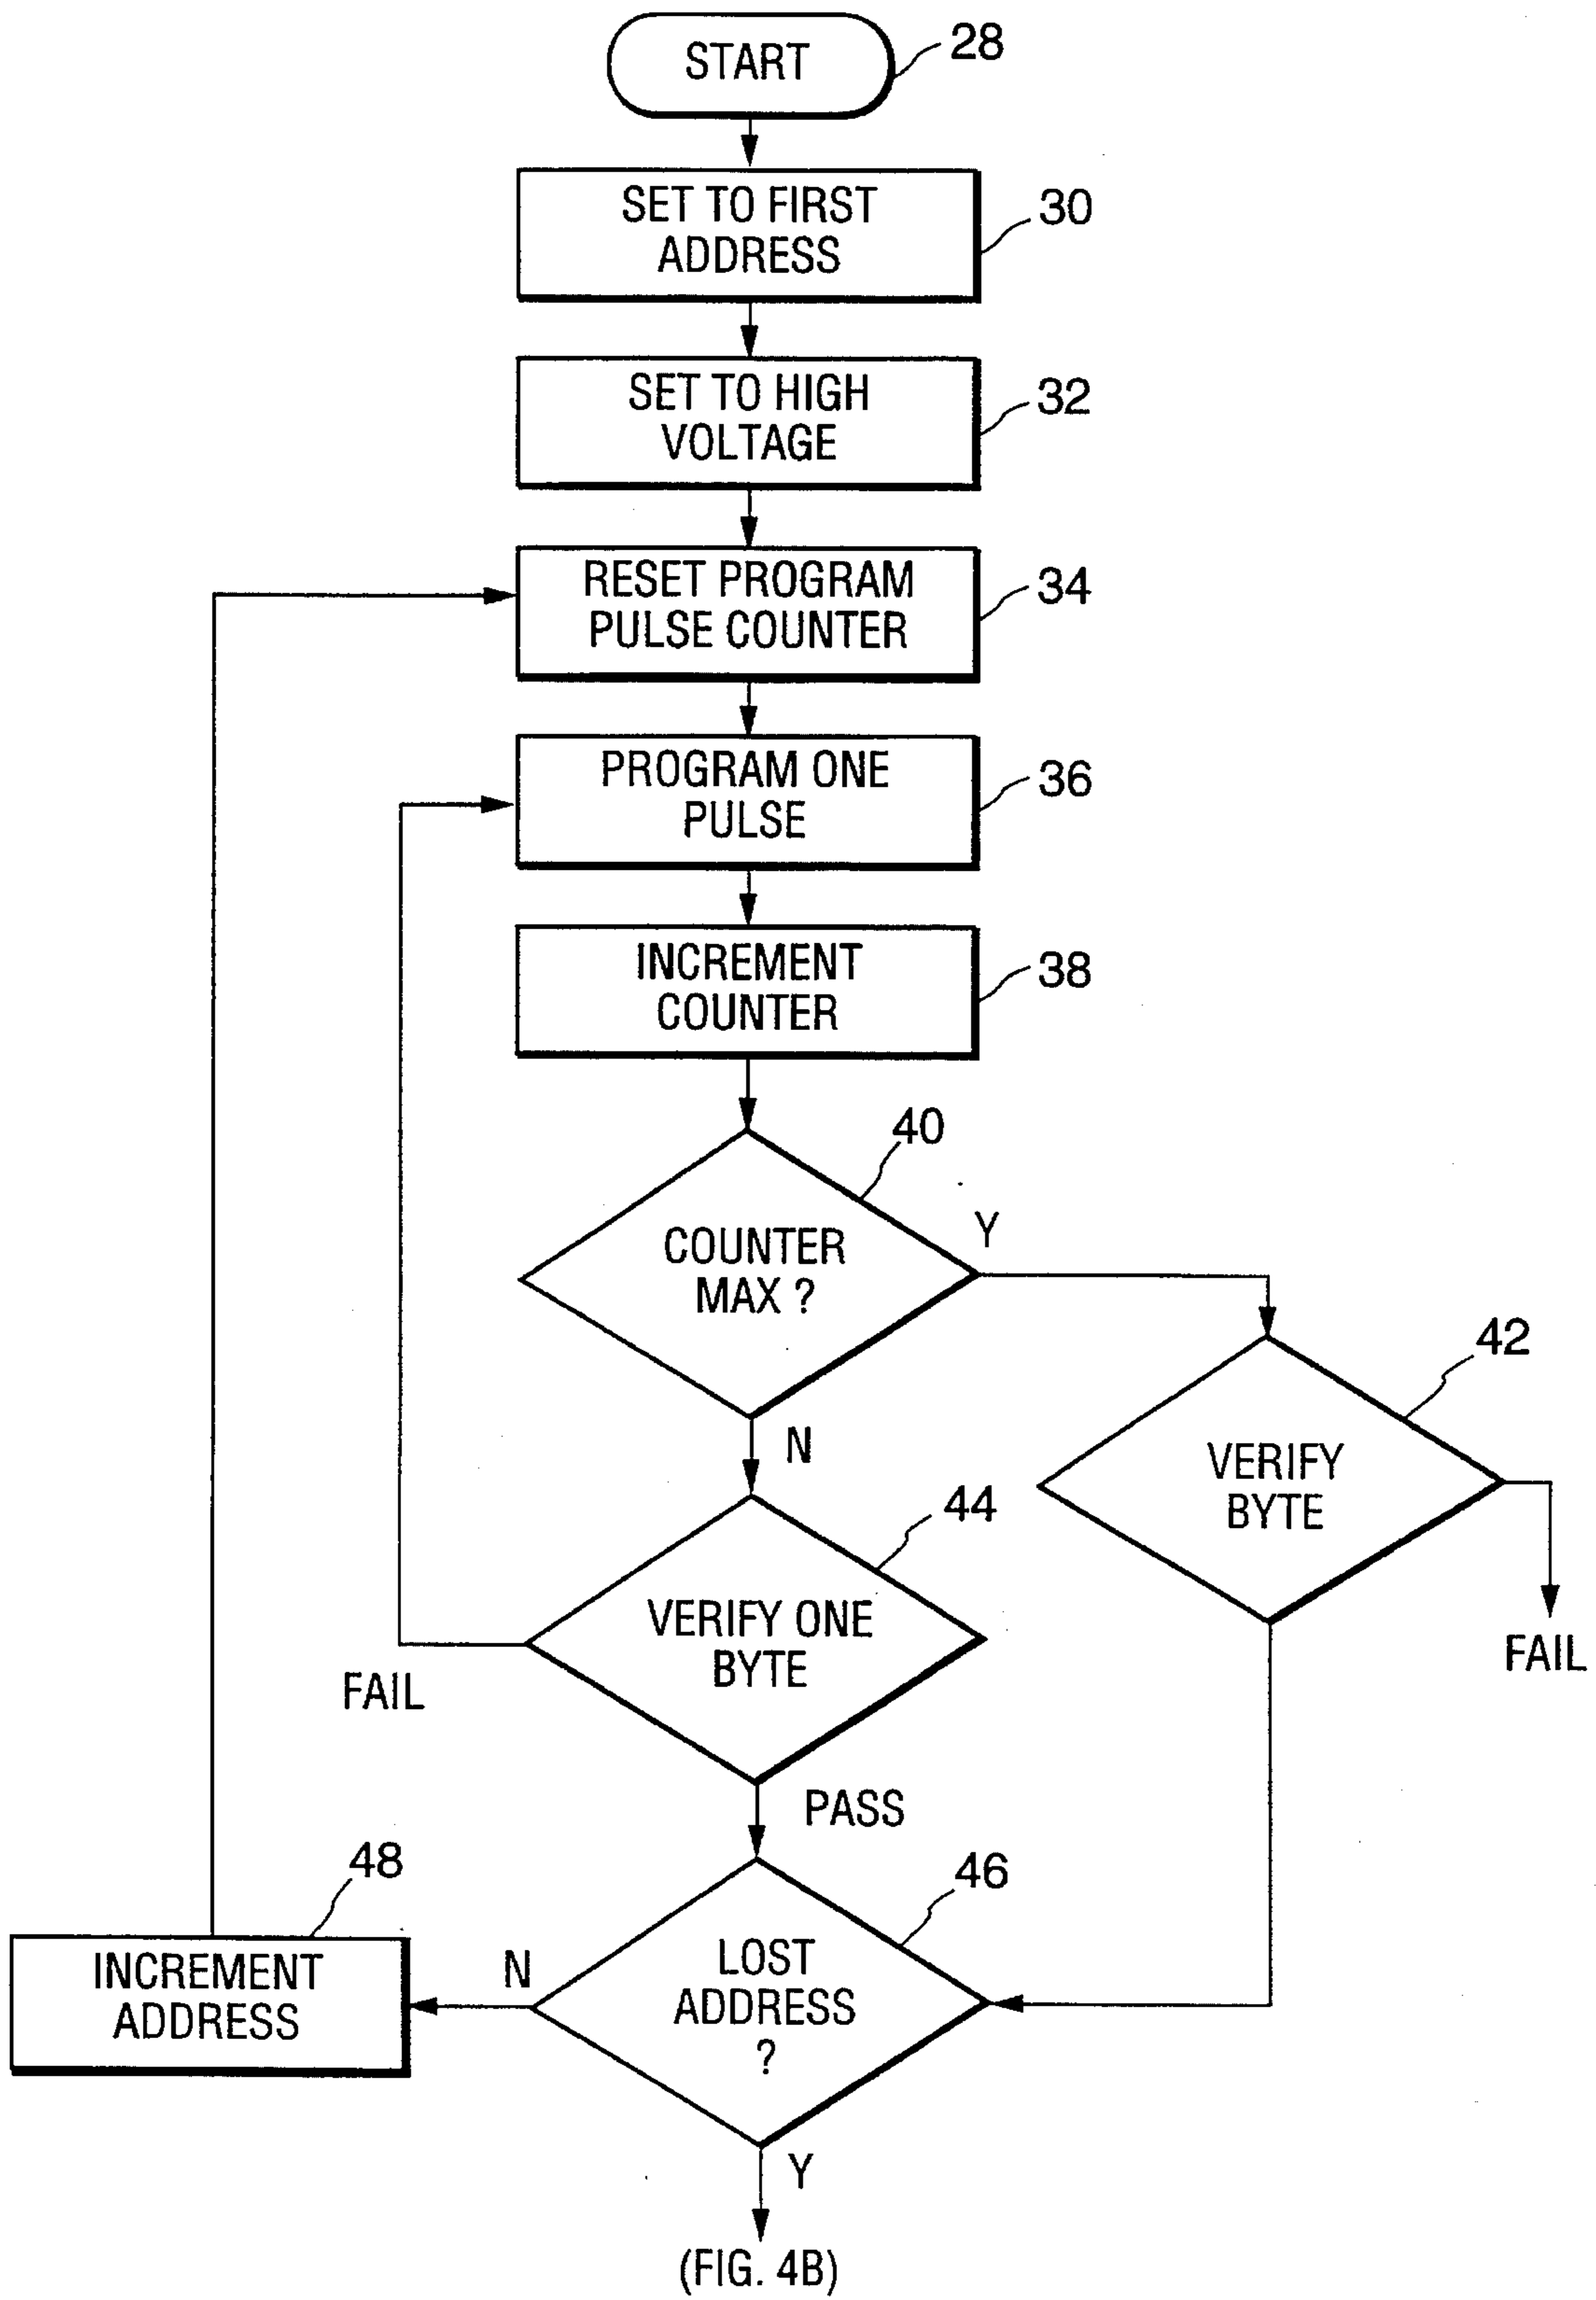 START
28
SET TO FIRST
ADDRESS
30
SET TO HIGH
VOLTAGE
32
RESET PROGRAM
PULSE COUNTER
34
PROGRAM ONE
PULSE
36
INCREMENT
COUNTER
38
40
COUNTER
MAX ?
Y
N
42
VERIFY
BYTE
FAIL
44
VERIFY ONE
BYTE
FAIL
PASS
46
LOST
ADDRESS
?
N
48
INCREMENT
ADDRESS
Y
(FIG. 4B)